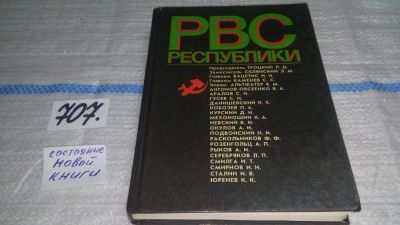 РВС
РЕСПУБЛИКИ
Председатель ТРОЦКИЙ Л. Д.
Заместитель СКЛЯНСКИЙ Э. М.
Главком ВАЦЕТИС И. И.
Главком КАМЕНЕВ С. С.
Члены: АЛЬТФАТЕР В. М.
АНТОНОВ-ОВСЕЕНКО В. А.
АРАЛОВ С. И.
ГУСЕВ С. И.
ДАНИШЕВСКИЙ К. Х.
КОБОЗЕВ П. А.
КУРСКИЙ Д. И.
МЕХОНОШИН К. А.
НЕВСКИЙ В. И.
ОКУЛОВ А. И.
ПОДВОЙСКИЙ Н. И.
РАСКОЛЬНИКОВ Ф. Ф.
РОЗЕНГОЛЬЦ А. П.
РЫКОВ А. И.
СЕРЕБРЯКОВ Л. П.
СМИЛГА И. Т.
СМИРНОВ И. Н.
СТАЛИН И. В.
ЮРЕНЕВ К. К.
707.
состояние
новой
книги